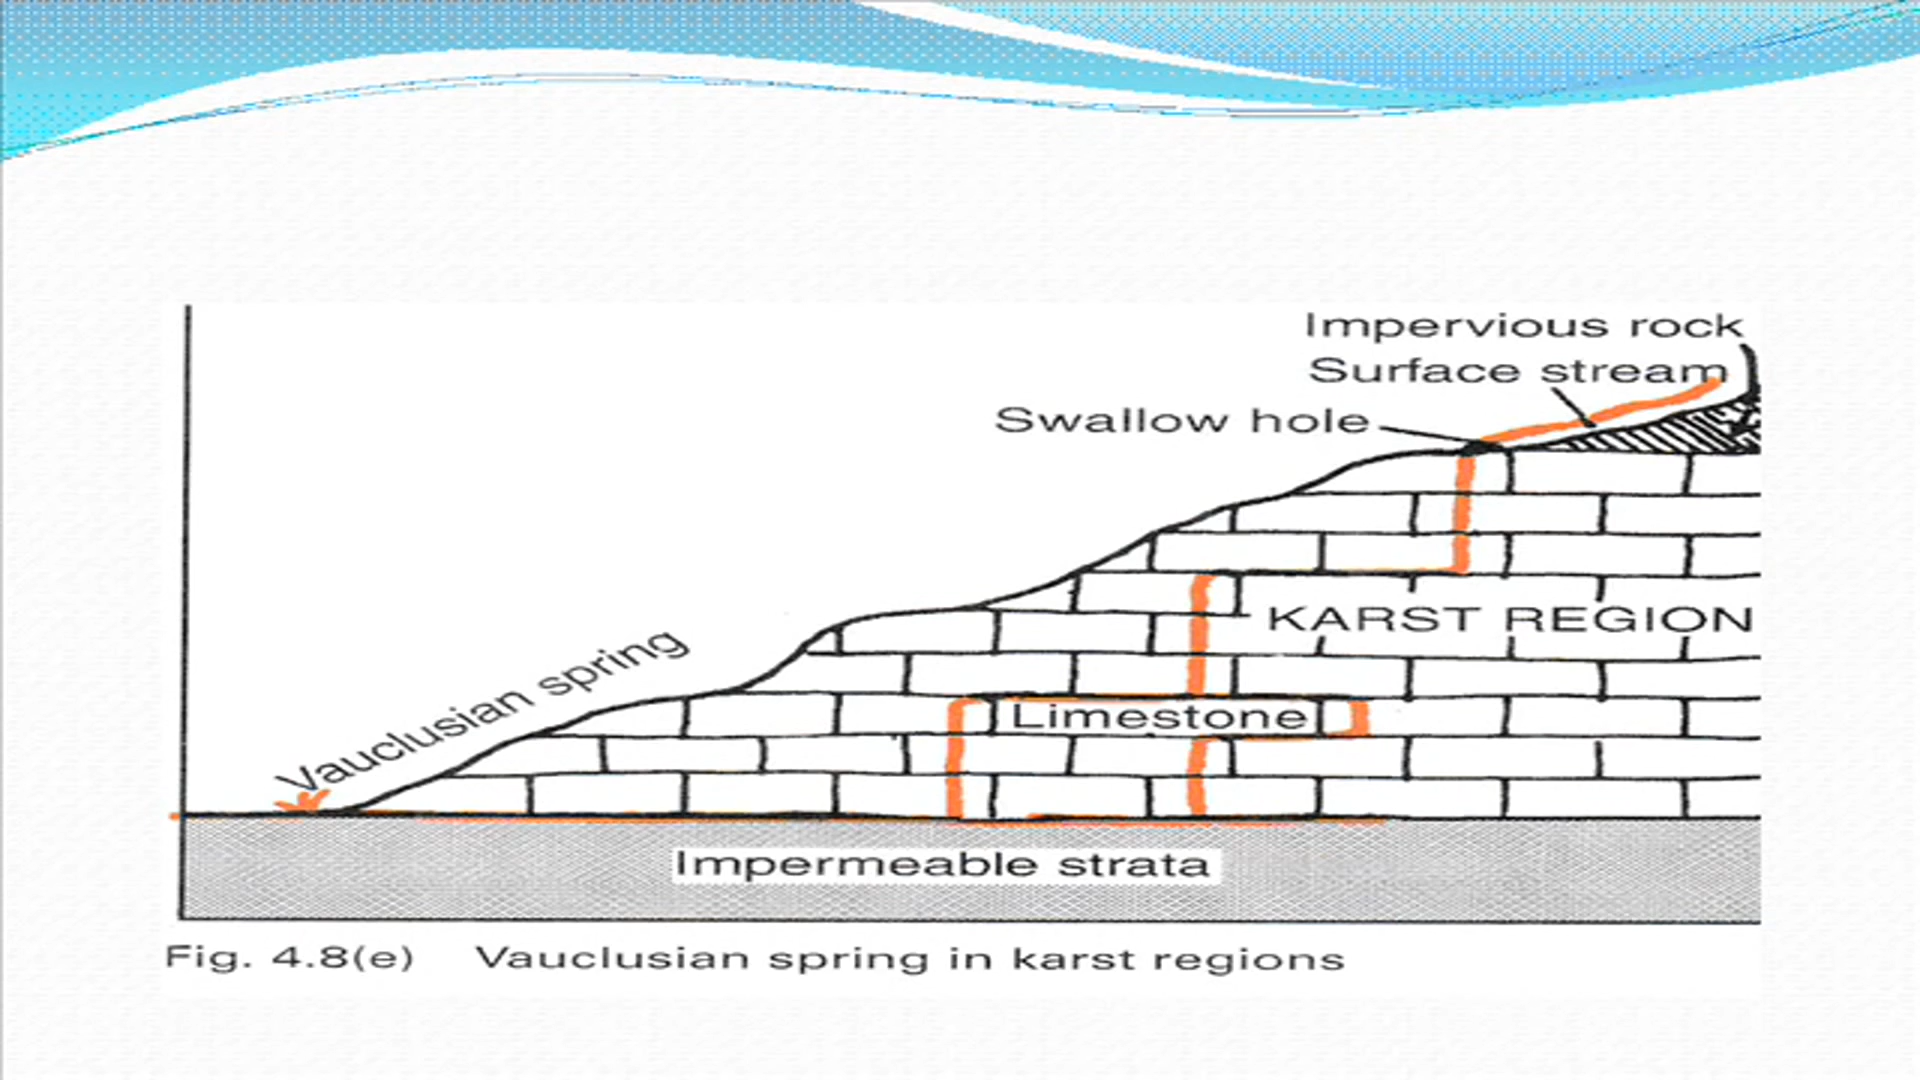 Impervious rock
Surface stream
Swallow hole
KARST REGION
Vauclusian spring
Limestone
Impermeable strata
Fig. 4.8(e) Vauclusian spring in karst regions